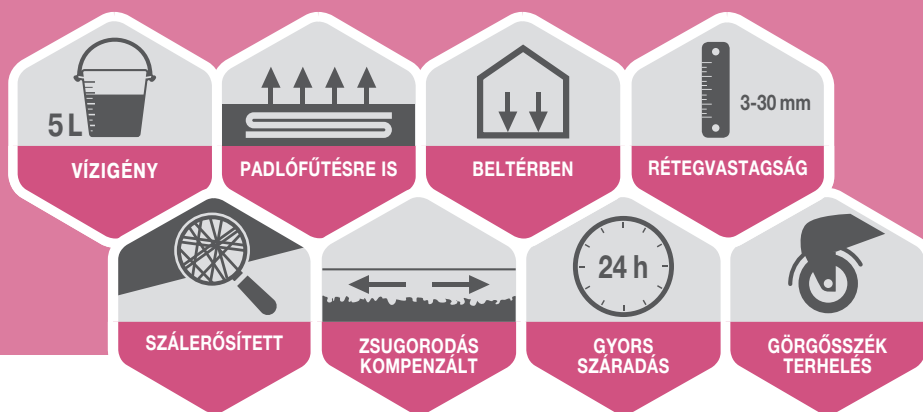 5 L
VÍZIGÉNY
PADLÓFŰTÉSRE IS
BELTÉRBEN
3-30 mm
RÉTEGVASTAGSÁG
SZÁLERŐSÍTETT
ZSUGORODÁS
KOMPENZÁLT
24 h
GYORS
SZÁRADÁS
GÖRGŐSSZÉK
TERHELÉS